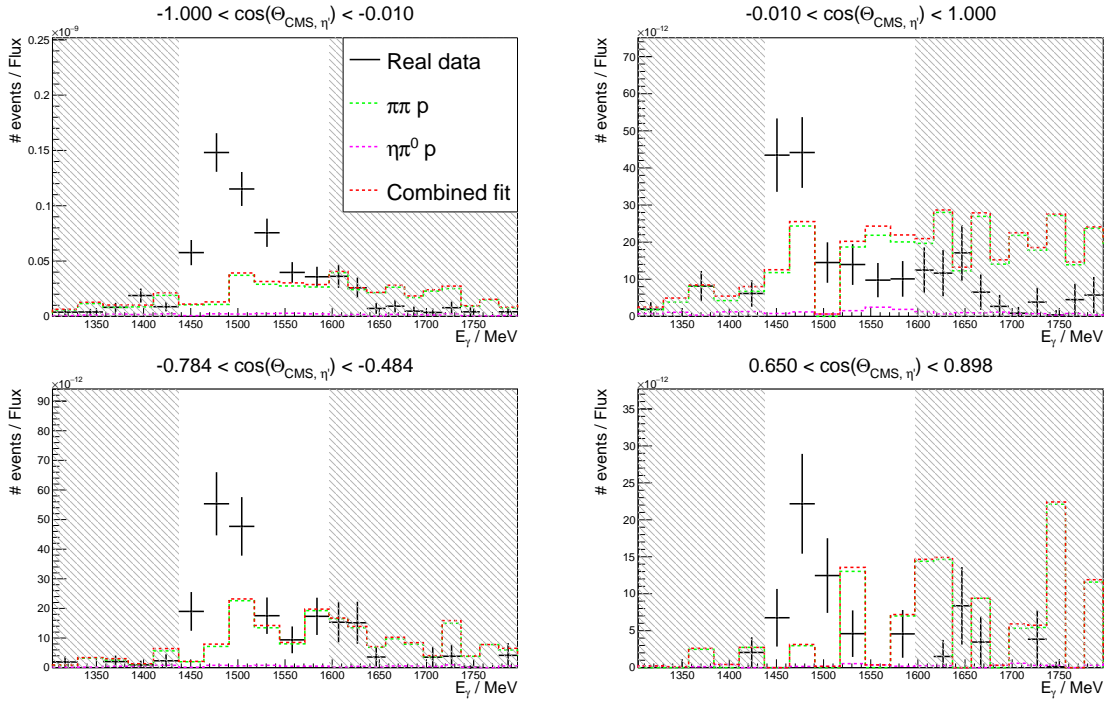 -1.000 < cos(Θ_CMS, η') < -0.010
×10⁻⁹
# events / Flux
0.25
0.2
0.15
0.1
0.05
0
1350 1400 1450 1500 1550 1600 1650 1700 1750
E_γ / MeV
Real data
ππ p
ηπ⁰ p
Combined fit
-0.010 < cos(Θ_CMS, η') < 1.000
×10⁻¹²
# events / Flux
70
60
50
40
30
20
10
0
1350 1400 1450 1500 1550 1600 1650 1700 1750
E_γ / MeV
-0.784 < cos(Θ_CMS, η') < -0.484
×10⁻¹²
# events / Flux
90
80
70
60
50
40
30
20
10
0
1350 1400 1450 1500 1550 1600 1650 1700 1750
E_γ / MeV
0.650 < cos(Θ_CMS, η') < 0.898
×10⁻¹²
# events / Flux
35
30
25
20
15
10
5
0
1350 1400 1450 1500 1550 1600 1650 1700 1750
E_γ / MeV